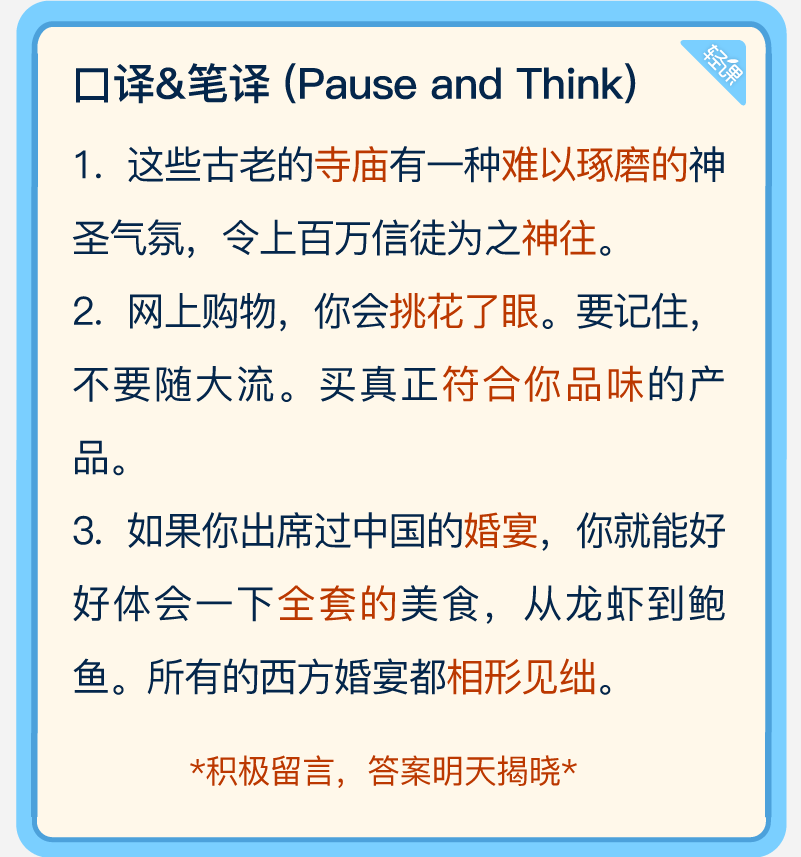 口译&笔译 (Pause and Think)
轻课
1. 这些古老的寺庙有一种难以琢磨的神
圣气氛，令上百万信徒为之神往。
2. 网上购物，你会挑花了眼。要记住，
不要随大流。买真正符合你品味的产
品。
3. 如果你出席过中国的婚宴，你就能好
好体会一下全套的美食，从龙虾到鲍
鱼。所有的西方婚宴都相形见绌。
*积极留言，答案明天揭晓*